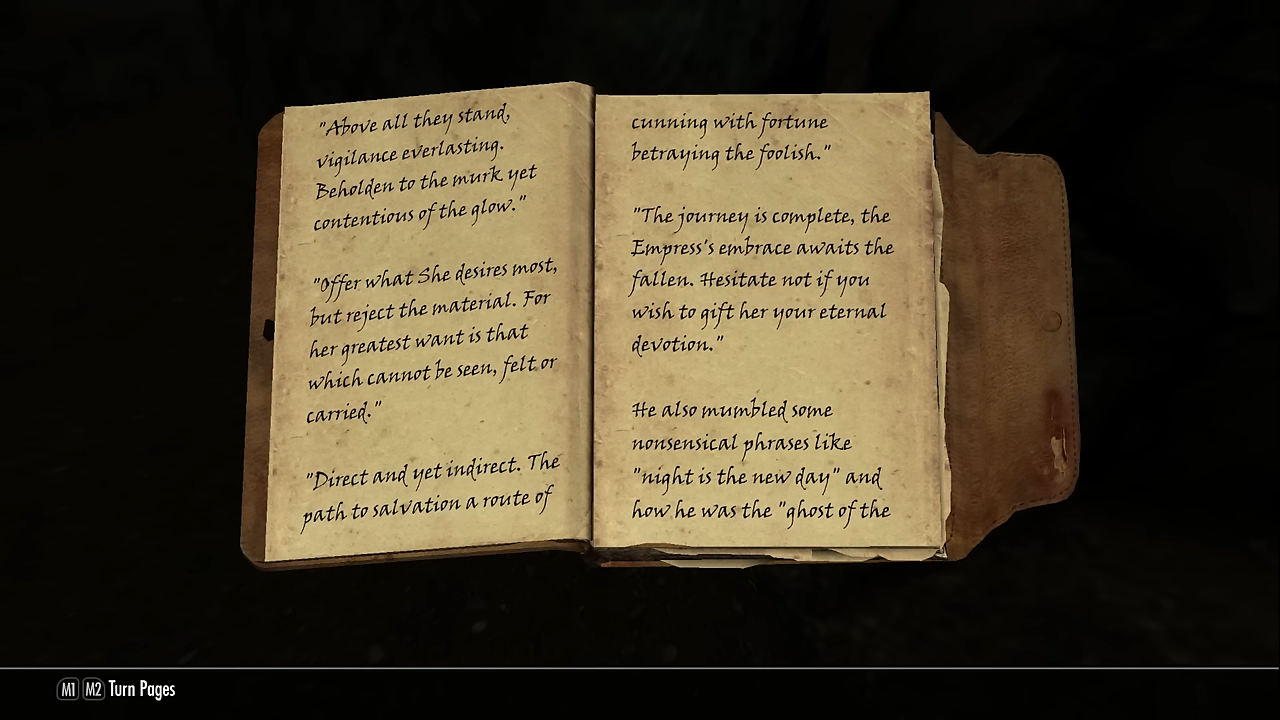 "Above all they stand,
vigilance everlasting.
Beholden to the murk yet
contentious of the glow."
"Offer what She desires most,
but reject the material. For
her greatest want is that
which cannot be seen, felt or
carried."
"Direct and yet indirect. The
path to salvation a route of
cunning with fortune
betraying the foolish."
"The journey is complete, the
Empress's embrace awaits the
fallen. Hesitate not if you
wish to gift her your eternal
devotion."
He also mumbled some
nonsensical phrases like
"night is the new day" and
how he was the "ghost of the
M1 M2 Turn Pages